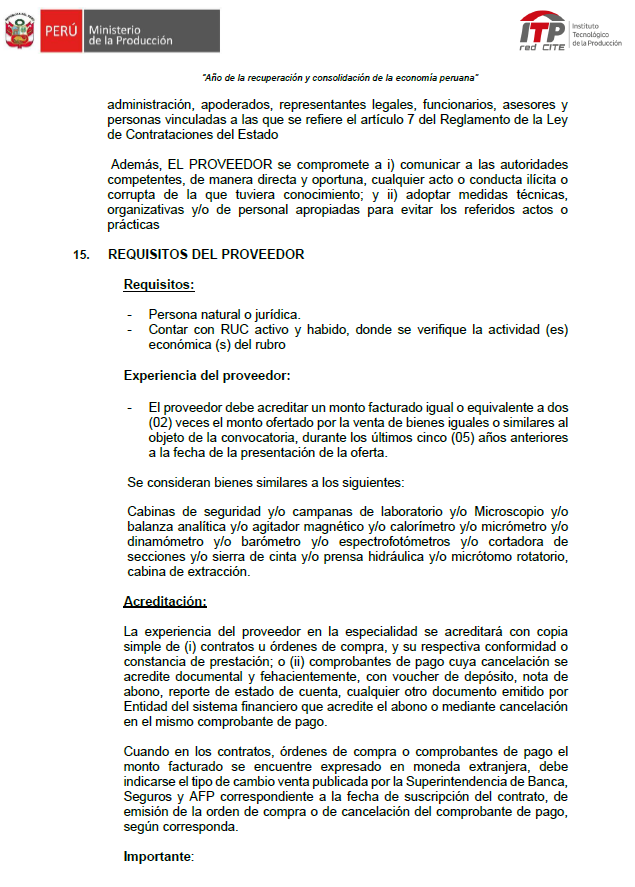 PERÚ
Ministerio
de la Producción
ITP
red CITE
Instituto
Tecnológico
de la Producción
"Año de la recuperación y consolidación de la economía peruana"
administración, apoderados, representantes legales, funcionarios, asesores y
personas vinculadas a las que se refiere el artículo 7 del Reglamento de la Ley
de Contrataciones del Estado
Además, EL PROVEEDOR se compromete a i) comunicar a las autoridades
competentes, de manera directa y oportuna, cualquier acto o conducta ilícita o
corrupta de la que tuviera conocimiento; y ii) adoptar medidas técnicas,
organizativas y/o de personal apropiadas para evitar los referidos actos o
prácticas
15. REQUISITOS DEL PROVEEDOR
Requisitos:
- Persona natural o jurídica.
- Contar con RUC activo y habido, donde se verifique la actividad (es)
económica (s) del rubro
Experiencia del proveedor:
- El proveedor debe acreditar un monto facturado igual o equivalente a dos
(02) veces el monto ofertado por la venta de bienes iguales o similares al
objeto de la convocatoria, durante los últimos cinco (05) años anteriores
a la fecha de la presentación de la oferta.
Se consideran bienes similares a los siguientes:
Cabinas de seguridad y/o campanas de laboratorio y/o Microscopio y/o
balanza analítica y/o agitador magnético y/o calorímetro y/o micrómetro y/o
dinamómetro y/o barómetro y/o espectrofotómetros y/o cortadora de
secciones y/o sierra de cinta y/o prensa hidráulica y/o micrótomo rotatorio,
cabina de extracción.
Acreditación:
La experiencia del proveedor en la especialidad se acreditará con copia
simple de (i) contratos u órdenes de compra, y su respectiva conformidad o
constancia de prestación; o (ii) comprobantes de pago cuya cancelación se
acredite documental y fehacientemente, con voucher de depósito, nota de
abono, reporte de estado de cuenta, cualquier otro documento emitido por
Entidad del sistema financiero que acredite el abono o mediante cancelación
en el mismo comprobante de pago.
Cuando en los contratos, órdenes de compra o comprobantes de pago el
monto facturado se encuentre expresado en moneda extranjera, debe
indicarse el tipo de cambio venta publicada por la Superintendencia de Banca,
Seguros y AFP correspondiente a la fecha de suscripción del contrato, de
emisión de la orden de compra o de cancelación del comprobante de pago,
según corresponda.
Importante: